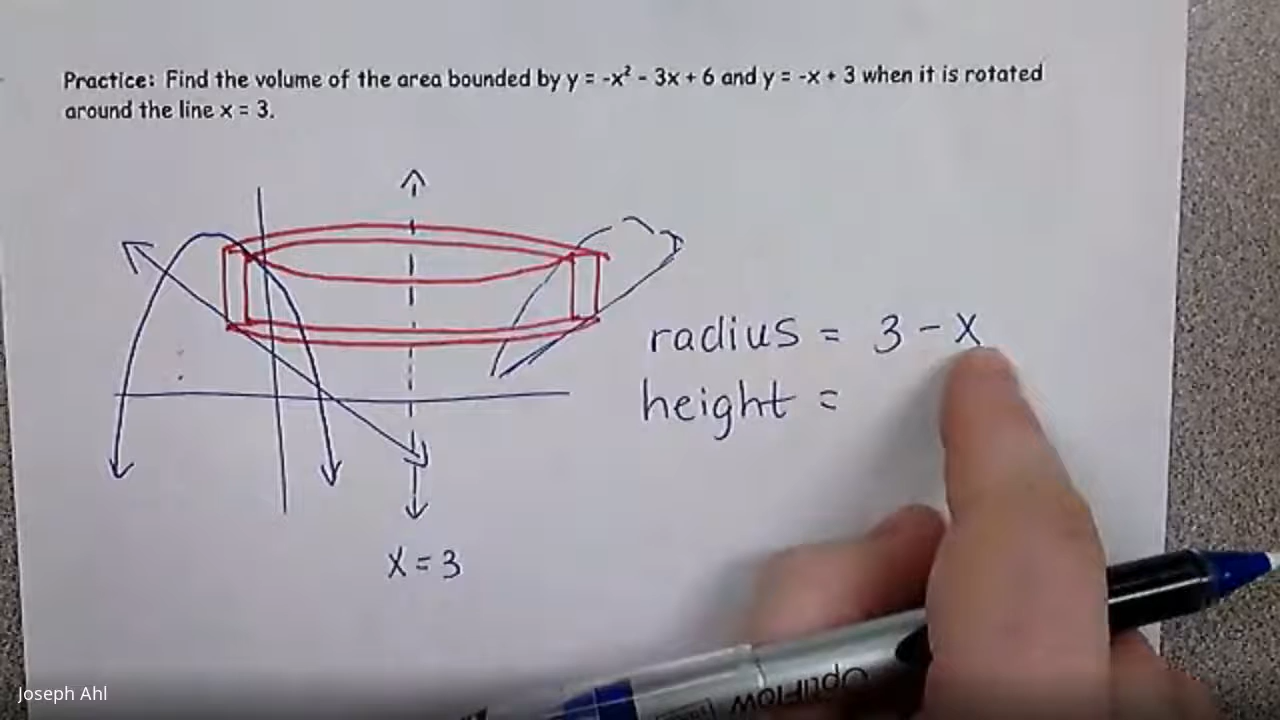 Practice: Find the volume of the area bounded by y = -x² - 3x + 6 and y = -x + 3 when it is rotated
around the line x = 3.
radius = 3 - x
height =
x = 3
OPTIFLOW
Joseph Ahl